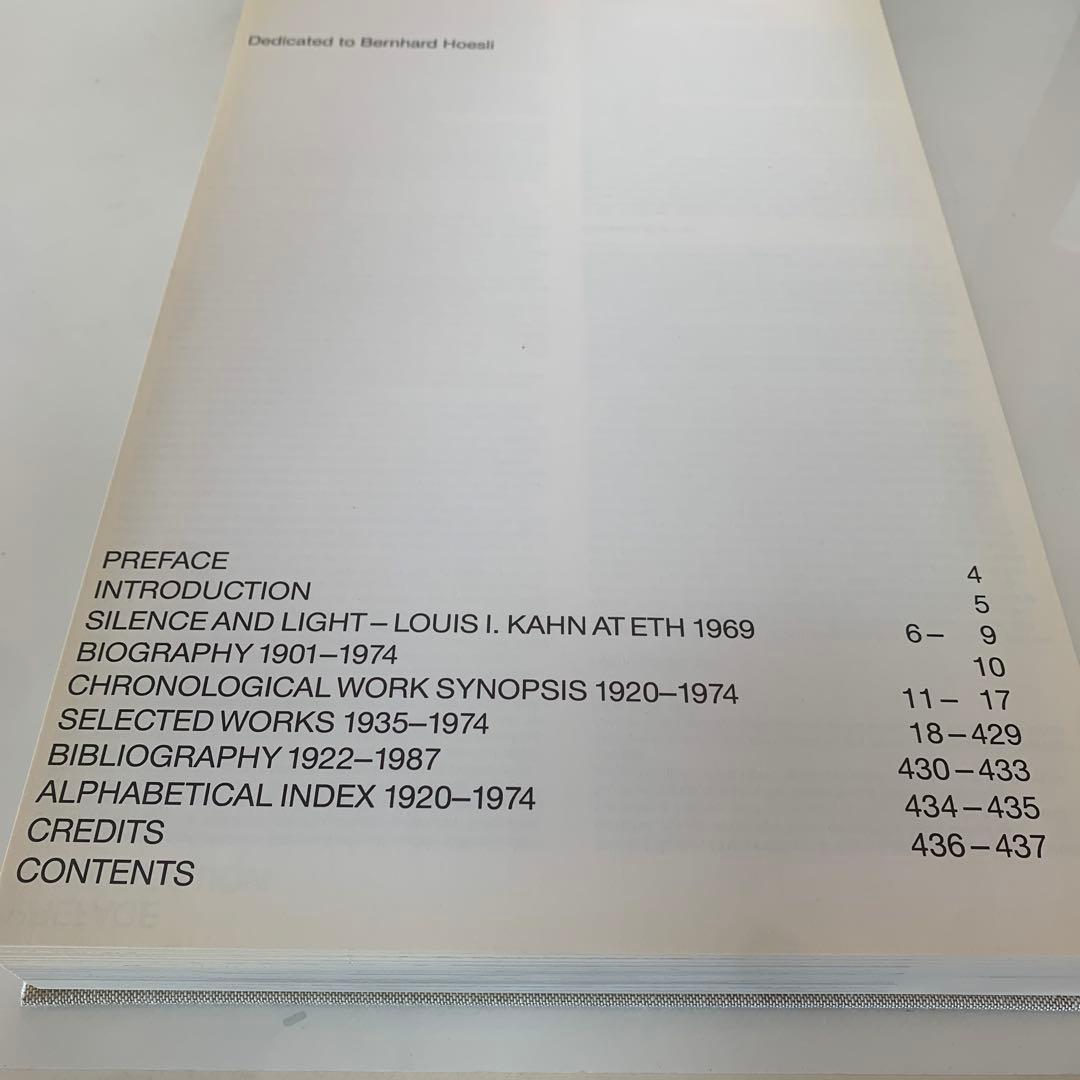 Dedicated to Bernhard Hoesli
PREFACE 4
INTRODUCTION 5
SILENCE AND LIGHT – LOUIS I. KAHN AT ETH 1969 6 – 9
BIOGRAPHY 1901–1974 10
CHRONOLOGICAL WORK SYNOPSIS 1920–1974 11 – 17
SELECTED WORKS 1935–1974 18 – 429
BIBLIOGRAPHY 1922–1987 430 – 433
ALPHABETICAL INDEX 1920–1974 434 – 435
CREDITS 436 – 437
CONTENTS